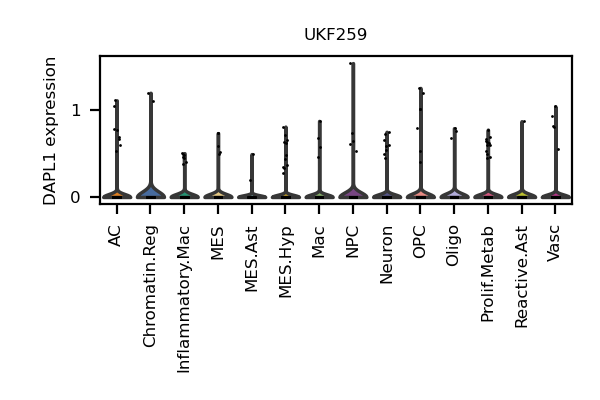 UKF259
DAPL1 expression
1
0
AC
Chromatin.Reg
Inflammatory.Mac
MES
MES.Ast
MES.Hyp
Mac
NPC
Neuron
OPC
Oligo
Prolif.Metab
Reactive.Ast
Vasc